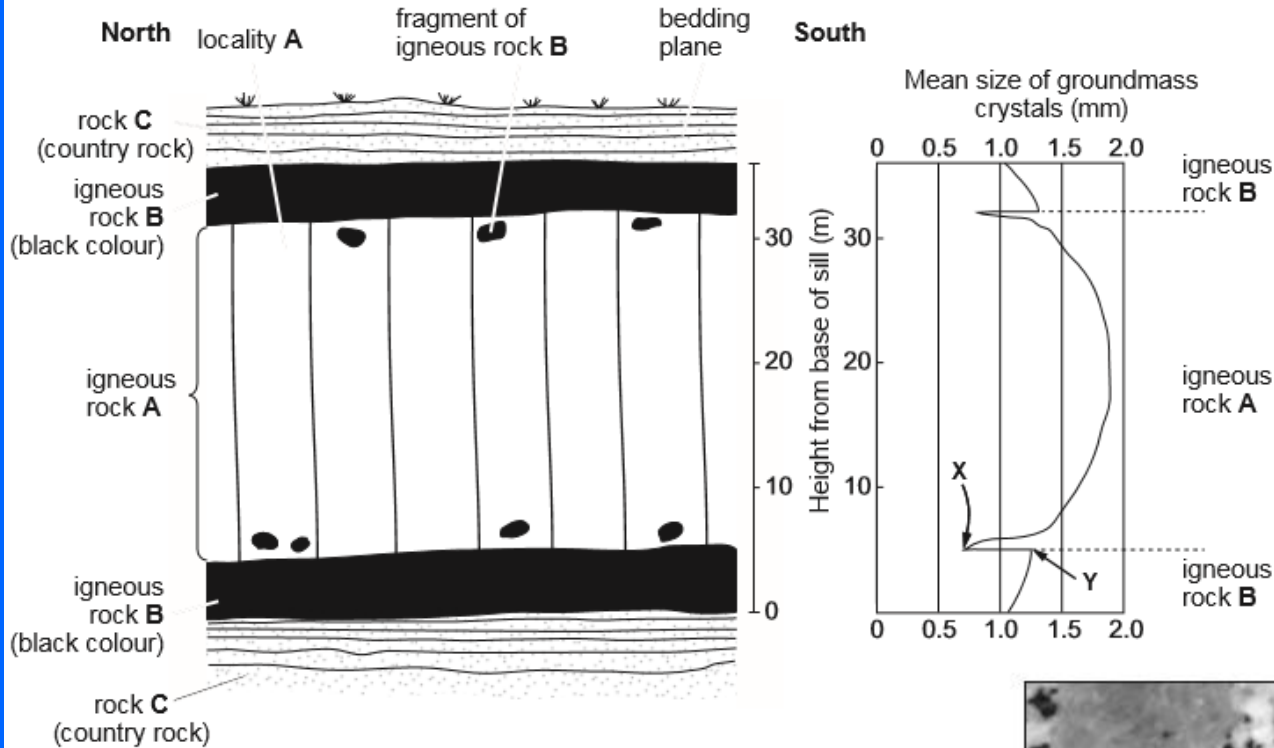 North
locality A
fragment of
igneous rock B
bedding
plane
South
rock C
(country rock)
igneous
rock B
(black colour)
igneous
rock A
igneous
rock B
(black colour)
rock C
(country rock)
30
20
10
0
Height from base of sill (m)
Mean size of groundmass
crystals (mm)
0 0.5 1.0 1.5 2.0
30
20
10
X
Y
0 0.5 1.0 1.5 2.0
igneous
rock B
igneous
rock A
igneous
rock B